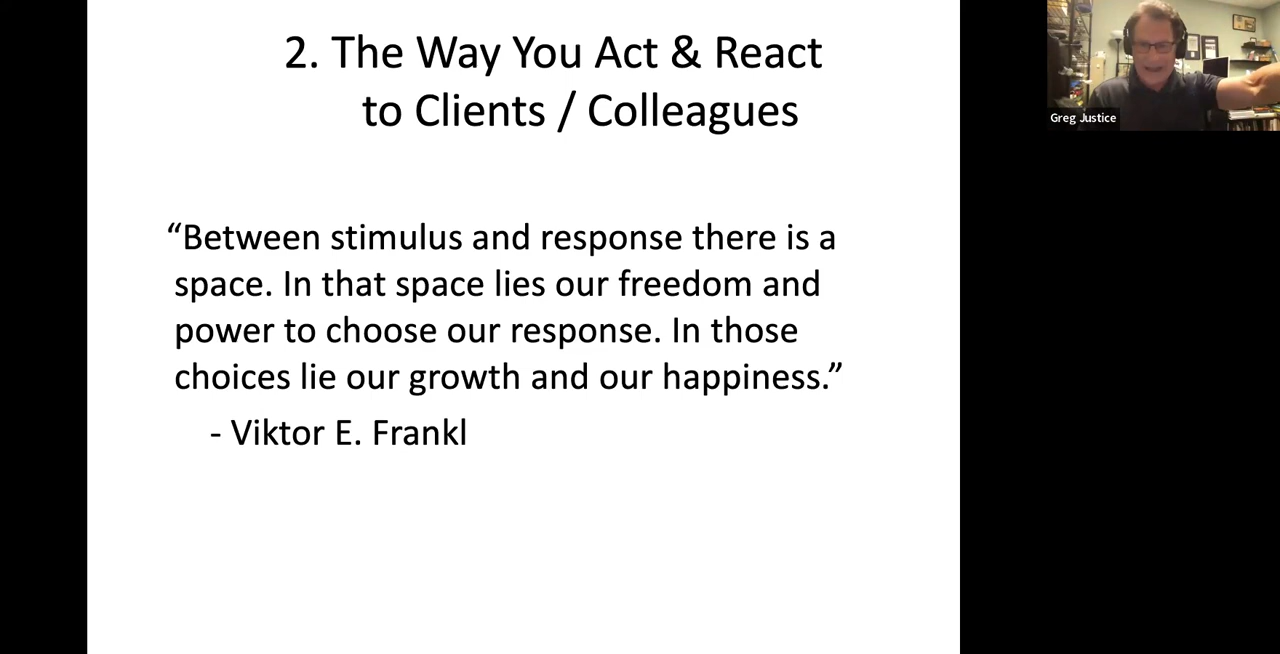 2. The Way You Act & React
to Clients / Colleagues
“Between stimulus and response there is a
space. In that space lies our freedom and
power to choose our response. In those
choices lie our growth and our happiness.”
- Viktor E. Frankl
Greg Justice